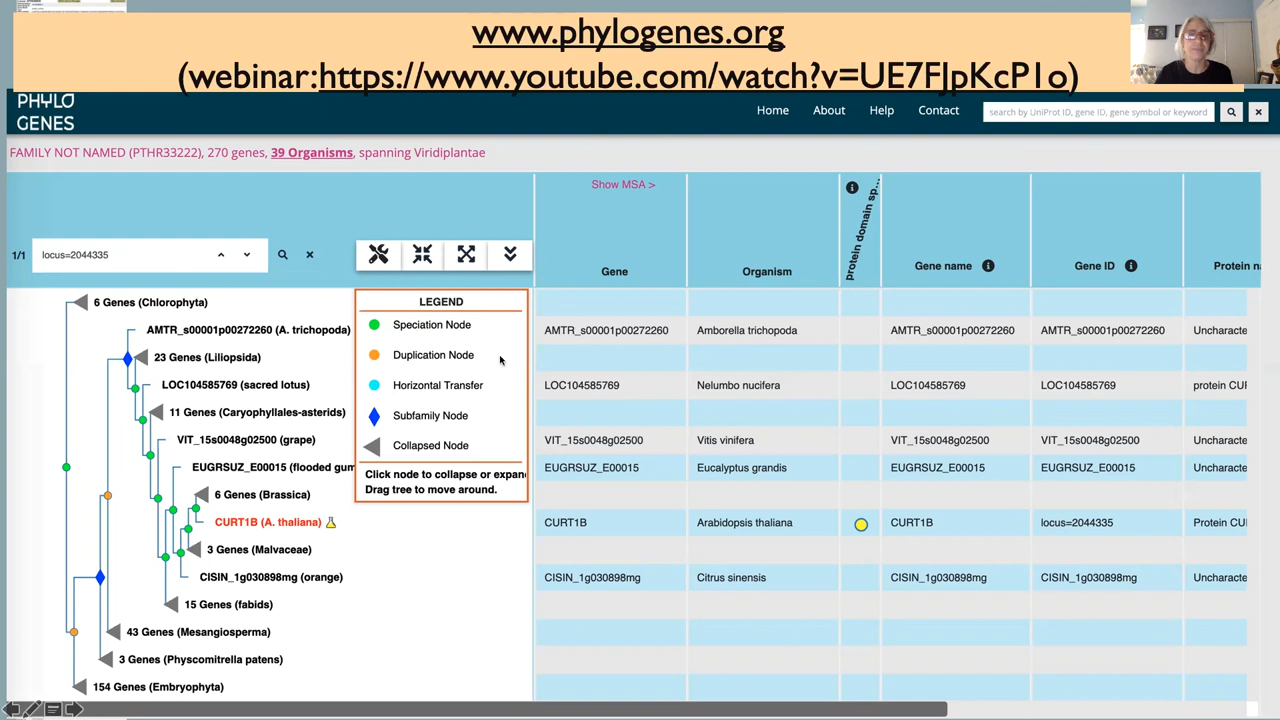 www.phylogenes.org
(webinar:https://www.youtube.com/watch?v=UE7FJpKcP1o)
PHYLO
GENES
Home About Help Contact search by UniProt ID, gene ID, gene symbol or keyword
FAMILY NOT NAMED (PTHR33222), 270 genes, 39 Organisms, spanning Viridiplantae
Show MSA >
1/1 locus=2044335
Gene Organism protein domain sp... Gene name Gene ID Protein na
LEGEND
Speciation Node
Duplication Node
Horizontal Transfer
Subfamily Node
Collapsed Node
Click node to collapse or expan
Drag tree to move around.
6 Genes (Chlorophyta)
AMTR_s00001p00272260 (A. trichopoda) AMTR_s00001p00272260 Amborella trichopoda AMTR_s00001p00272260 AMTR_s00001p00272260 Uncharacte
23 Genes (Liliopsida)
LOC104585769 (sacred lotus) LOC104585769 Nelumbo nucifera LOC104585769 LOC104585769 protein CUF
11 Genes (Caryophyllales-asterids)
VIT_15s0048g02500 (grape) VIT_15s0048g02500 Vitis vinifera VIT_15s0048g02500 VIT_15s0048g02500 Uncharacte
EUGRSUZ_E00015 (flooded gum EUGRSUZ_E00015 Eucalyptus grandis EUGRSUZ_E00015 EUGRSUZ_E00015 Uncharacte
6 Genes (Brassica)
CURT1B (A. thaliana) CURT1B Arabidopsis thaliana CURT1B locus=2044335 Protein CUI
3 Genes (Malvaceae)
CISIN_1g030898mg (orange) CISIN_1g030898mg Citrus sinensis CISIN_1g030898mg CISIN_1g030898mg Uncharacte
15 Genes (fabids)
43 Genes (Mesangiosperma)
3 Genes (Physcomitrella patens)
154 Genes (Embryophyta)